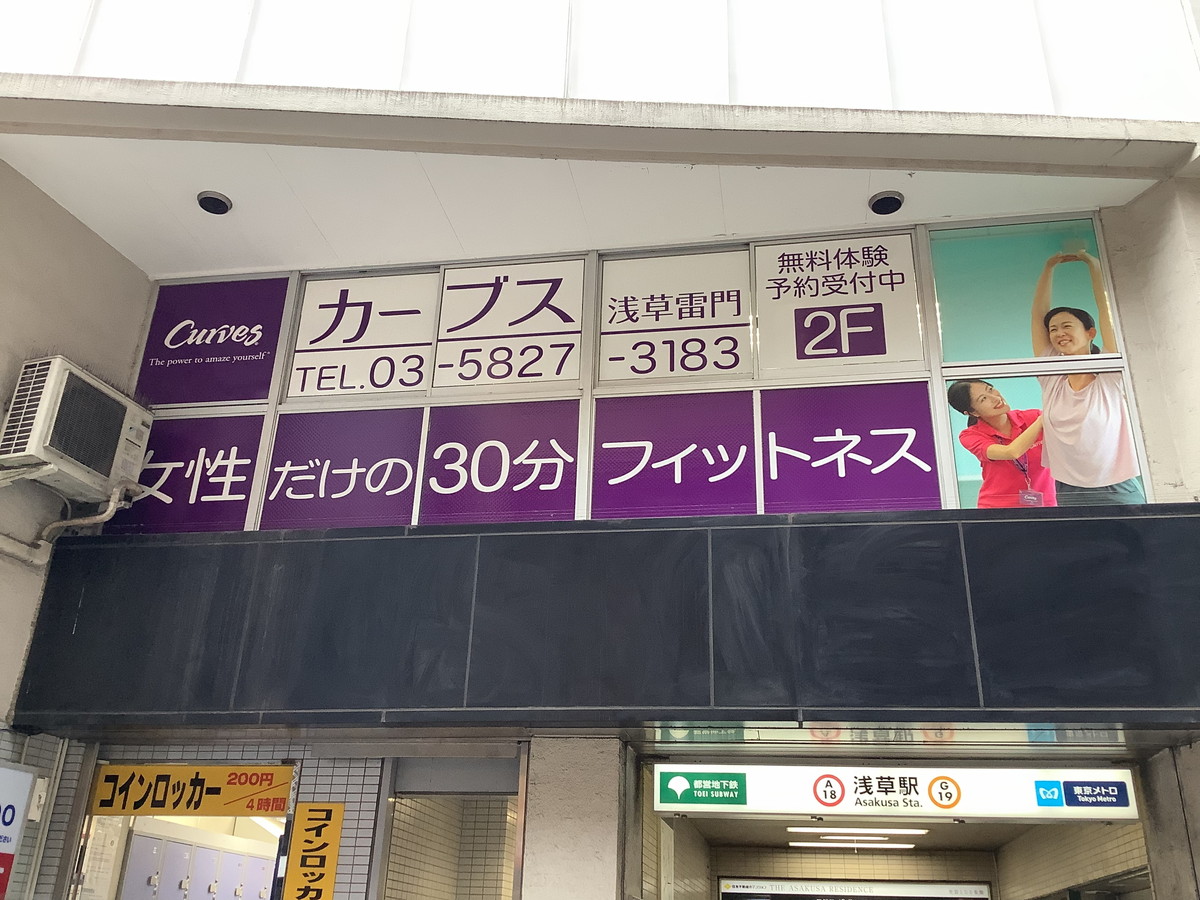 Curves
The power to amaze yourself™
カーブス
浅草雷門
TEL.03-5827-3183
無料体験
予約受付中
2F
女性だけの30分フィットネス
コインロッカー 200円/4時間
コインロッカ
都営地下鉄
TOEI SUBWAY
A
18
浅草駅
Asakusa Sta.
G
19
東京メトロ
Tokyo Metro
THE ASAKUSA RESIDENCE